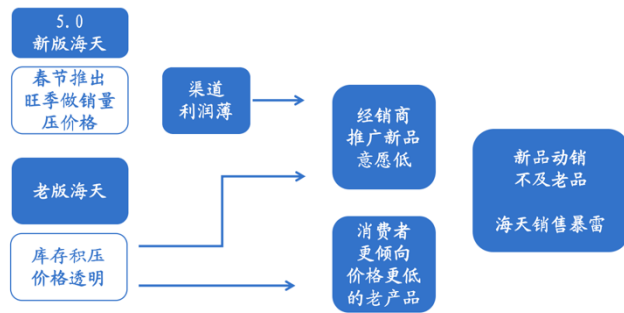 5.0
新版海天
春节推出
旺季做销量
压价格
渠道
利润薄
经销商
推广新品
意愿低
老版海天
库存积压
价格透明
消费者
更倾向
价格更低
的老产品
新品动销
不及老品
海天销售暴雷